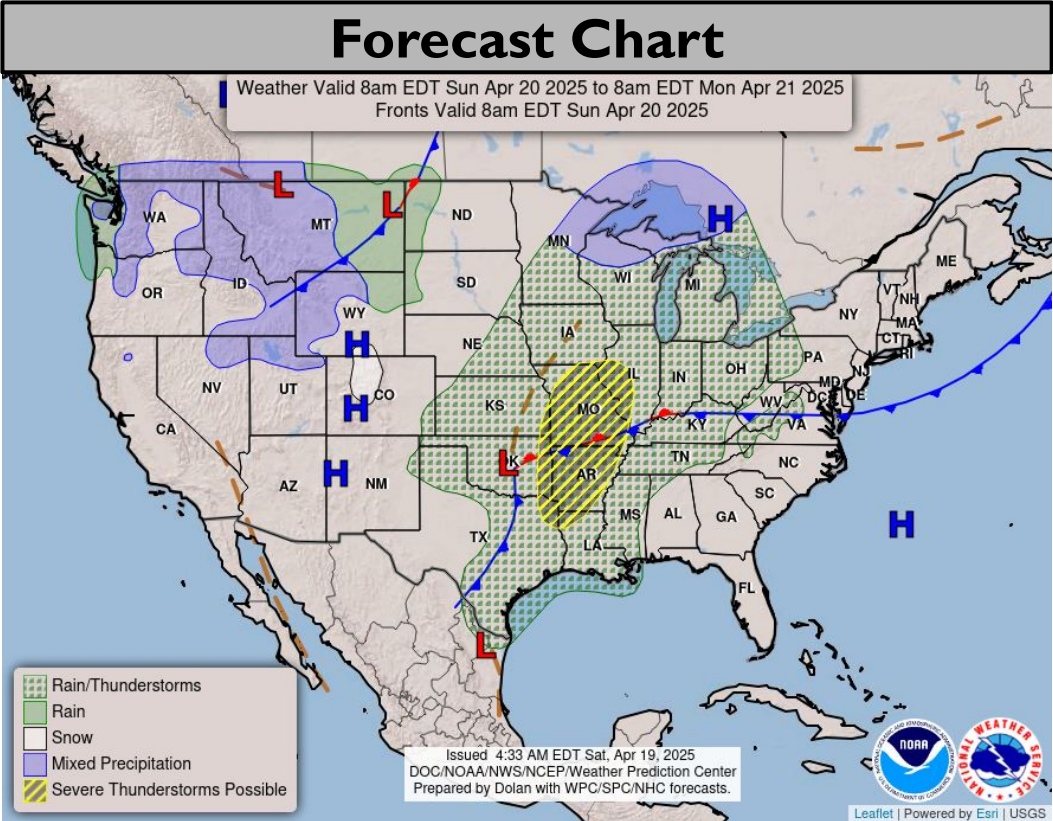 Forecast Chart
Weather Valid 8am EDT Sun Apr 20 2025 to 8am EDT Mon Apr 21 2025
Fronts Valid 8am EDT Sun Apr 20 2025
H
WA
L
MT
L
ND
H
MN
ME
OR
ID
SD
WI
MI
VT
NH
WY
NY
MA
H
NE
IA
CT
RI
NV
UT
CO
H
KS
MO
IL
IN
OH
PA
NJ
MD
DE
DC
WV
VA
KY
CA
AZ
H
NM
L
OK
AR
TN
NC
SC
TX
LA
MS
AL
GA
H
FL
L
Rain/Thunderstorms
Rain
Snow
Mixed Precipitation
Severe Thunderstorms Possible
Issued 4:33 AM EDT Sat, Apr 19, 2025
DOC/NOAA/NWS/NCEP/Weather Prediction Center
Prepared by Dolan with WPC/SPC/NHC forecasts.
NOAA
NATIONAL WEATHER SERVICE
Leaflet | Powered by Esri | USGS